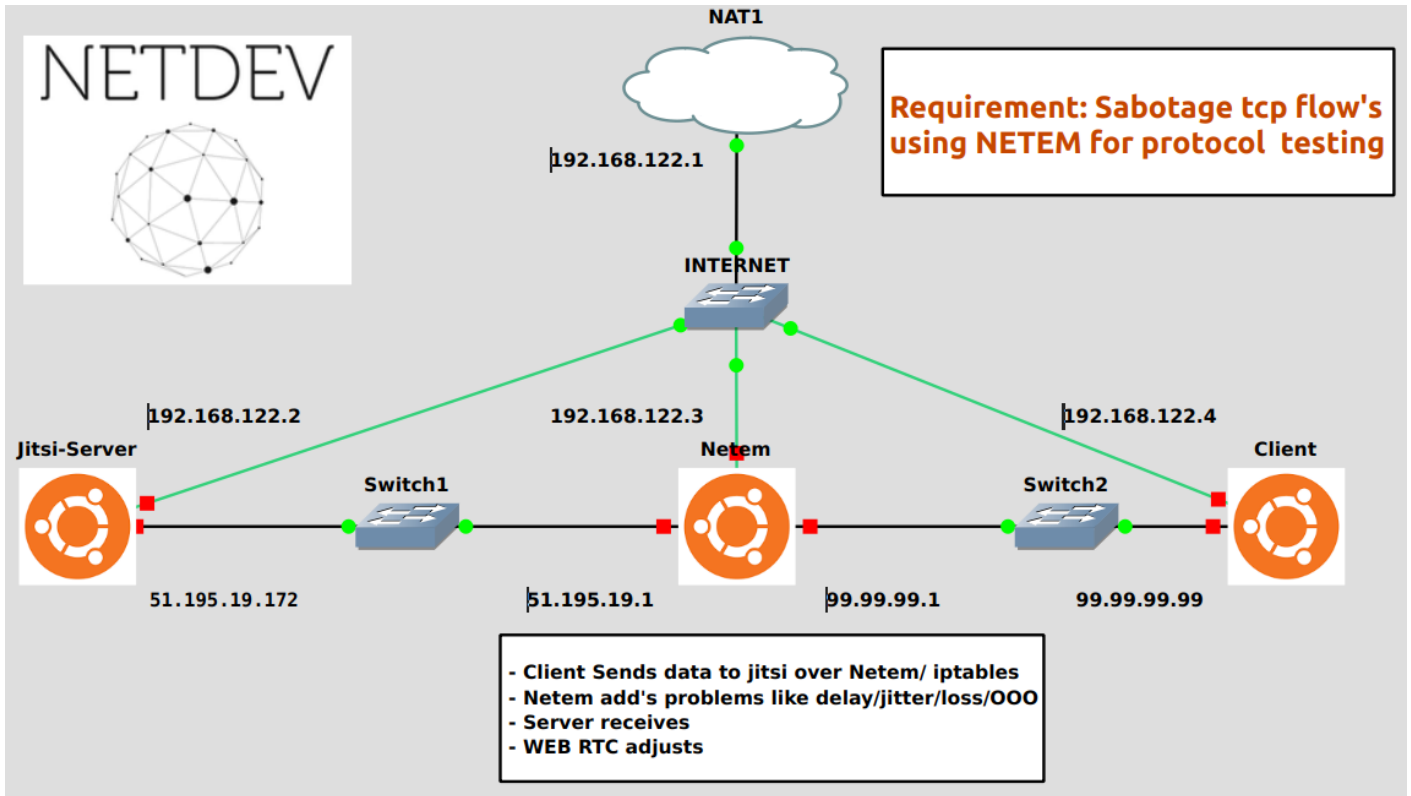 NAT1
NETDEV
Requirement: Sabotage tcp flow's
using NETEM for protocol testing
192.168.122.1
INTERNET
192.168.122.2
192.168.122.3
192.168.122.4
Jitsi-Server
Netem
Client
Switch1
Switch2
51.195.19.172
51.195.19.1
99.99.99.1
99.99.99.99
- Client Sends data to jitsi over Netem/ iptables
- Netem add's problems like delay/jitter/loss/OOO
- Server receives
- WEB RTC adjusts